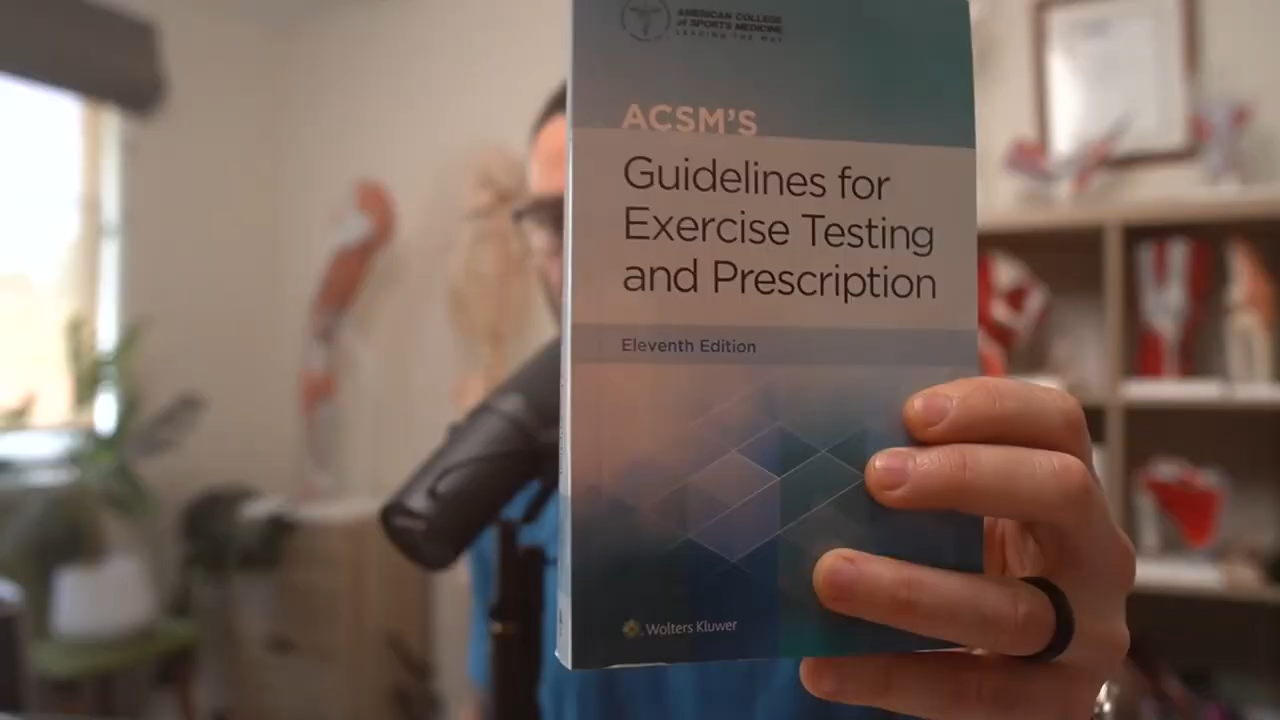 AMERICAN COLLEGE
of SPORTS MEDICINE
LEADING THE WAY
ACSM'S
Guidelines for
Exercise Testing
and Prescription
Eleventh Edition
Wolters Kluwer